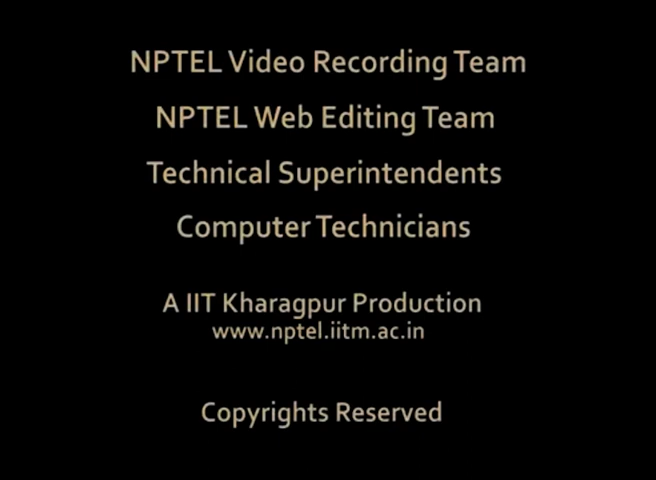 NPTEL Video Recording Team
NPTEL Web Editing Team
Technical Superintendents
Computer Technicians
A IIT Kharagpur Production
www.nptel.iitm.ac.in
Copyrights Reserved